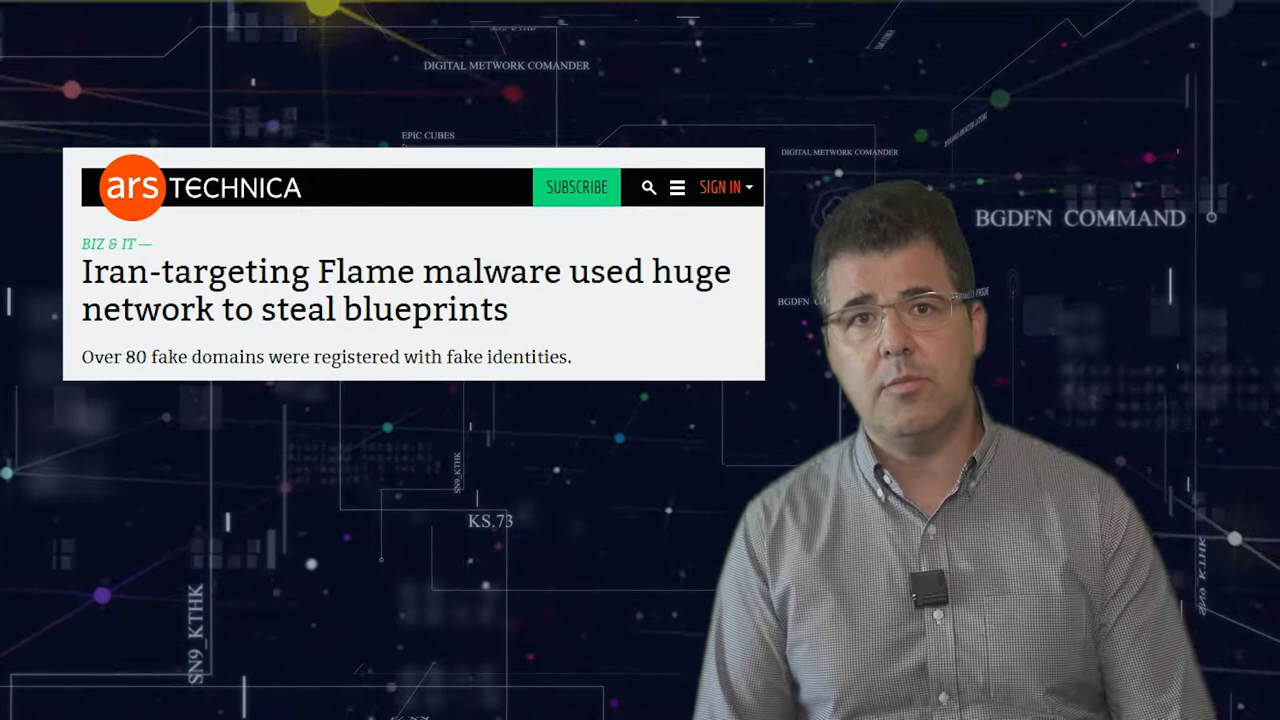 DIGITAL METWORK COMANDER
EPIC CUBES
DIGITAL METWORK COMANDER
ars TECHNICA
SUBSCRIBE
SIGN IN
BGDFN COMMAND
BIZ & IT —
Iran-targeting Flame malware used huge
network to steal blueprints
Over 80 fake domains were registered with fake identities.
SN9_KTHK
KS.73
SN9_KTHK
SN9_KTHK